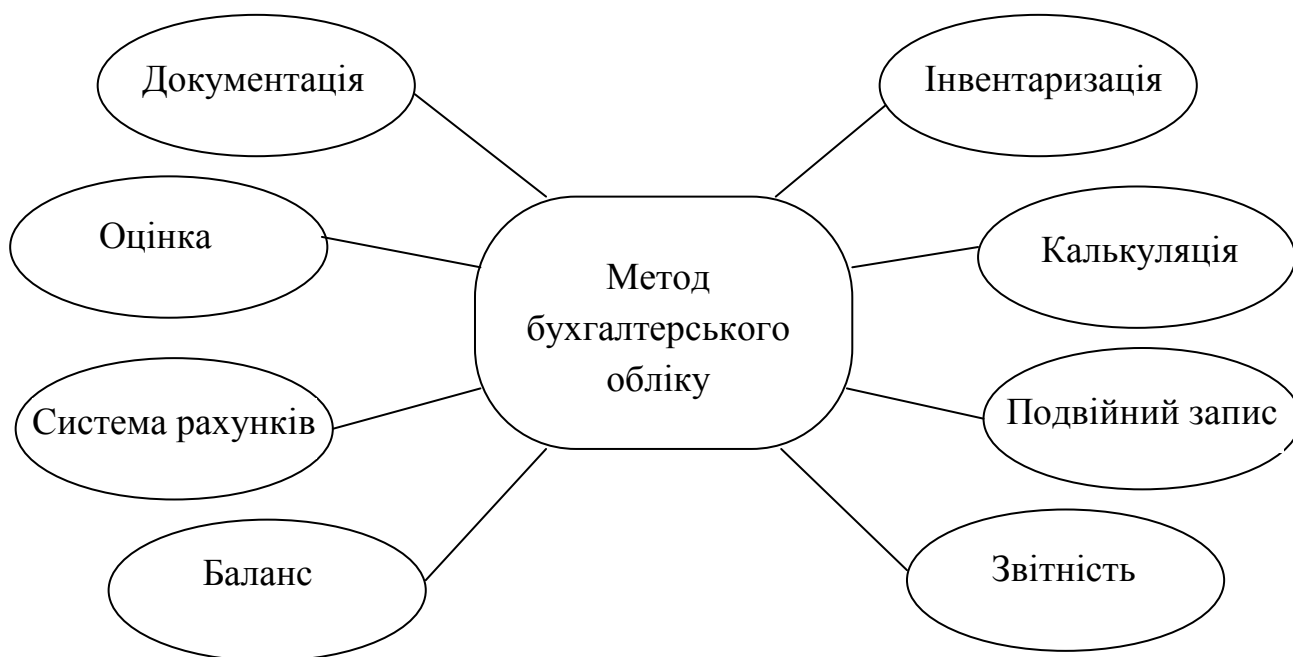 Документація
Інвентаризація
Оцінка
Калькуляція
Метод
бухгалтерського
обліку
Система рахунків
Подвійний запис
Баланс
Звітність